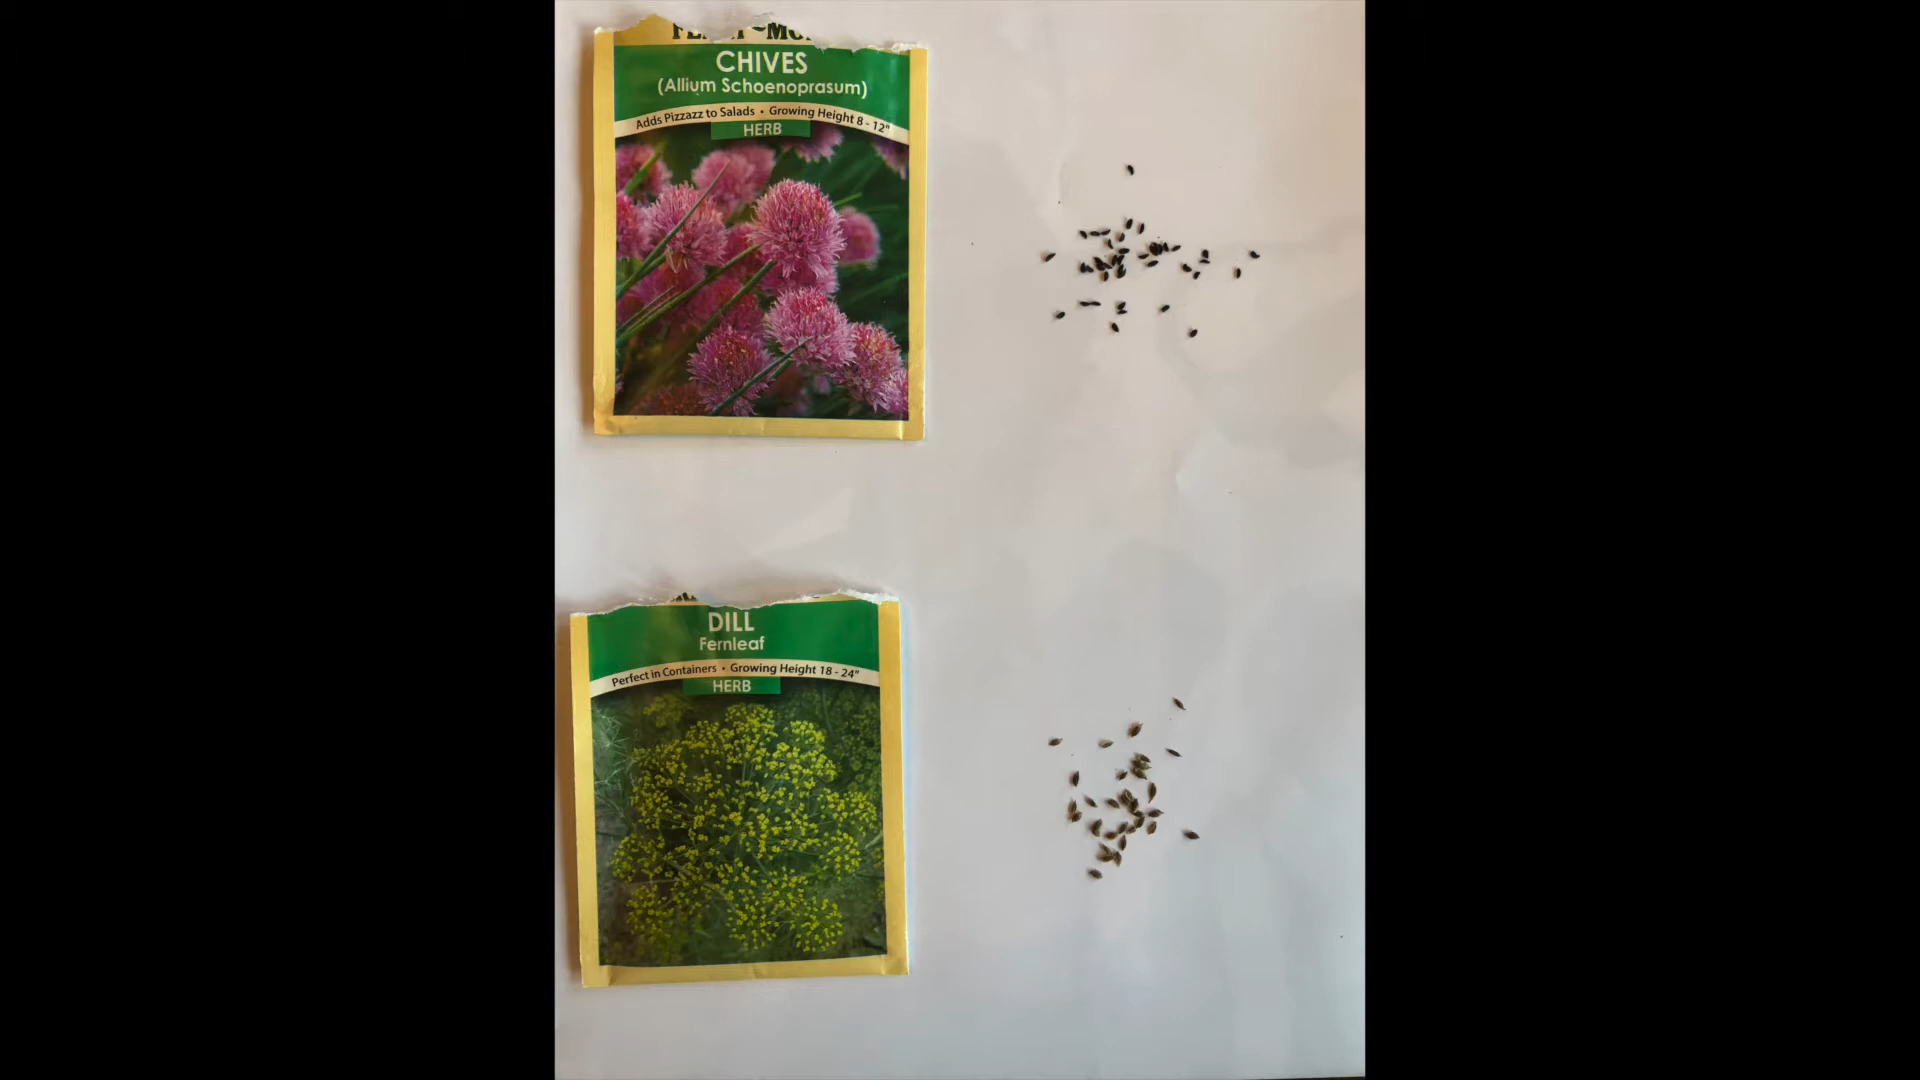 CHIVES
(Allium Schoenoprasum)
Adds Pizzazz to Salads • Growing Height 8 - 12"
HERB
DILL
Fernleaf
Perfect in Containers • Growing Height 18 - 24"
HERB